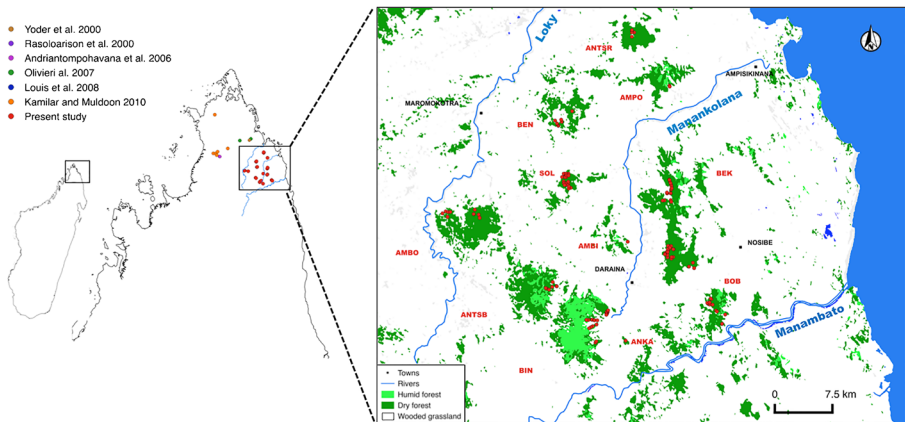 Yoder et al. 2000
Rasoloarison et al. 2000
Andriantompohavana et al. 2006
Olivieri al. 2007
Louis et al. 2008
Kamilar and Muldoon 2010
Present study
Loky
ANTSR
AMPISIKINANA
MAROMOKOTRA
AMPO
Manankolana
BEN
SOL
BEK
AMBO
AMBI
NOSIBE
DARAINA
BOB
ANTSB
Manambato
ANKA
BIN
Towns
Rivers
Humid forest
Dry forest
Wooded grassland
0 7.5 km